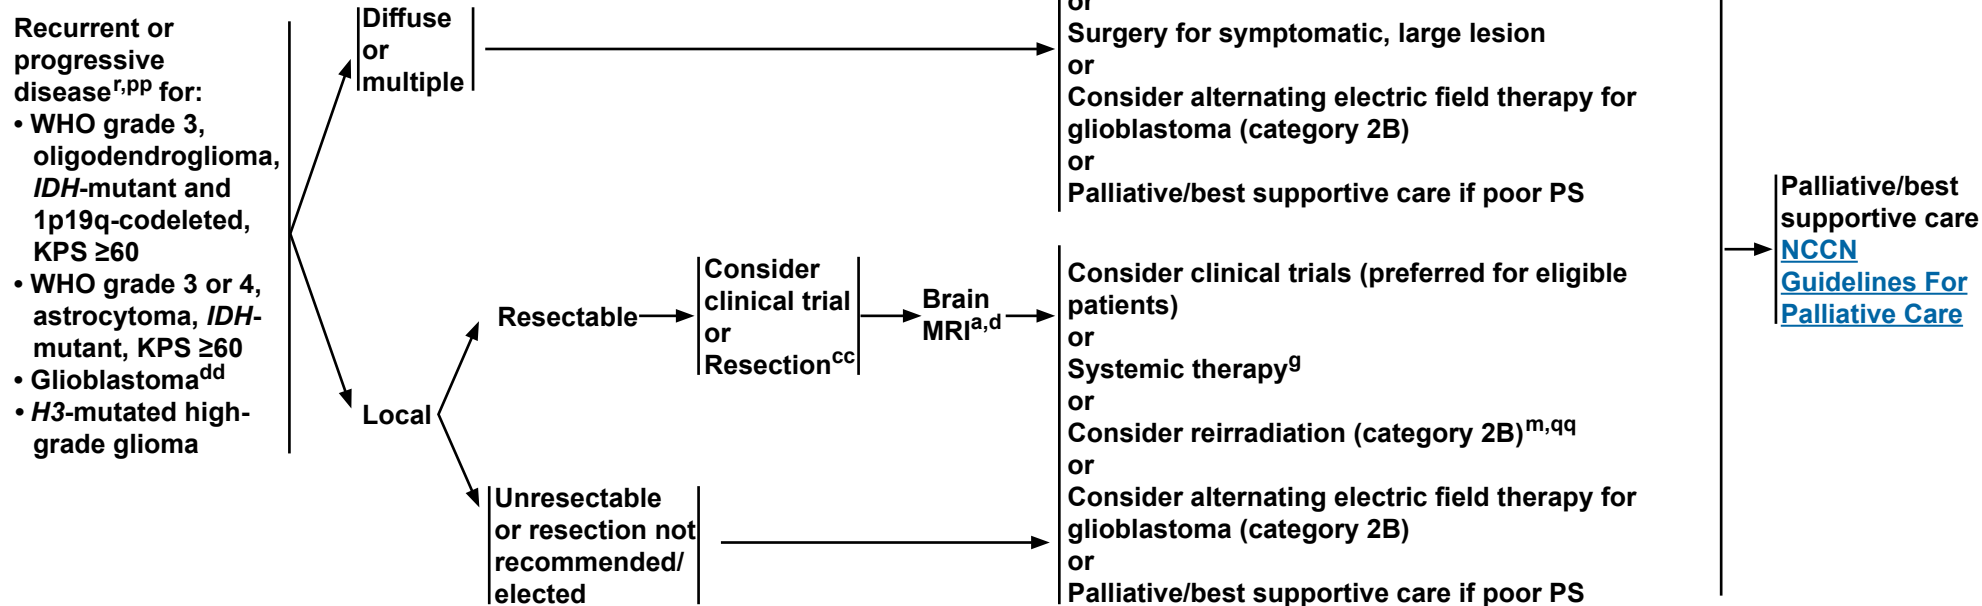 Recurrent or
progressive
disease^r,pp for:
• WHO grade 3,
oligodendroglioma,
IDH-mutant and
1p19q-codeleted,
KPS ≥60
• WHO grade 3 or 4,
astrocytoma, IDH-
mutant, KPS ≥60
• Glioblastoma^dd
• H3-mutated high-
grade glioma
Diffuse
or
multiple
or
Surgery for symptomatic, large lesion
or
Consider alternating electric field therapy for
glioblastoma (category 2B)
or
Palliative/best supportive care if poor PS
Local
Resectable
Consider
clinical trial
or
Resection^cc
Brain
MRI^a,d
Unresectable
or resection not
recommended/
elected
Consider clinical trials (preferred for eligible
patients)
or
Systemic therapy^g
or
Consider reirradiation (category 2B)^m,qq
or
Consider alternating electric field therapy for
glioblastoma (category 2B)
or
Palliative/best supportive care if poor PS
Palliative/best
supportive care
NCCN
Guidelines For
Palliative Care